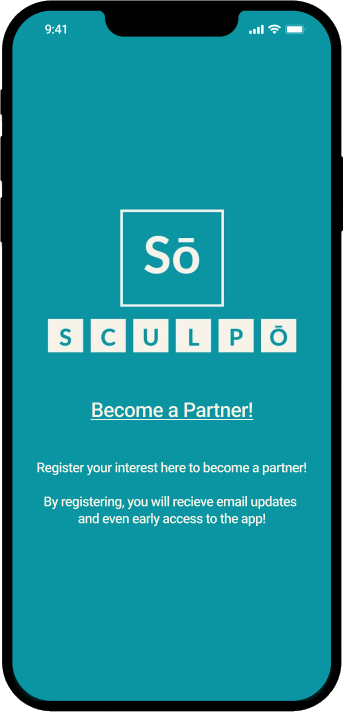 9:41
Sō
SCULPŌ
Become a Partner!
Register your interest here to become a partner!
By registering, you will recieve email updates
and even early access to the app!